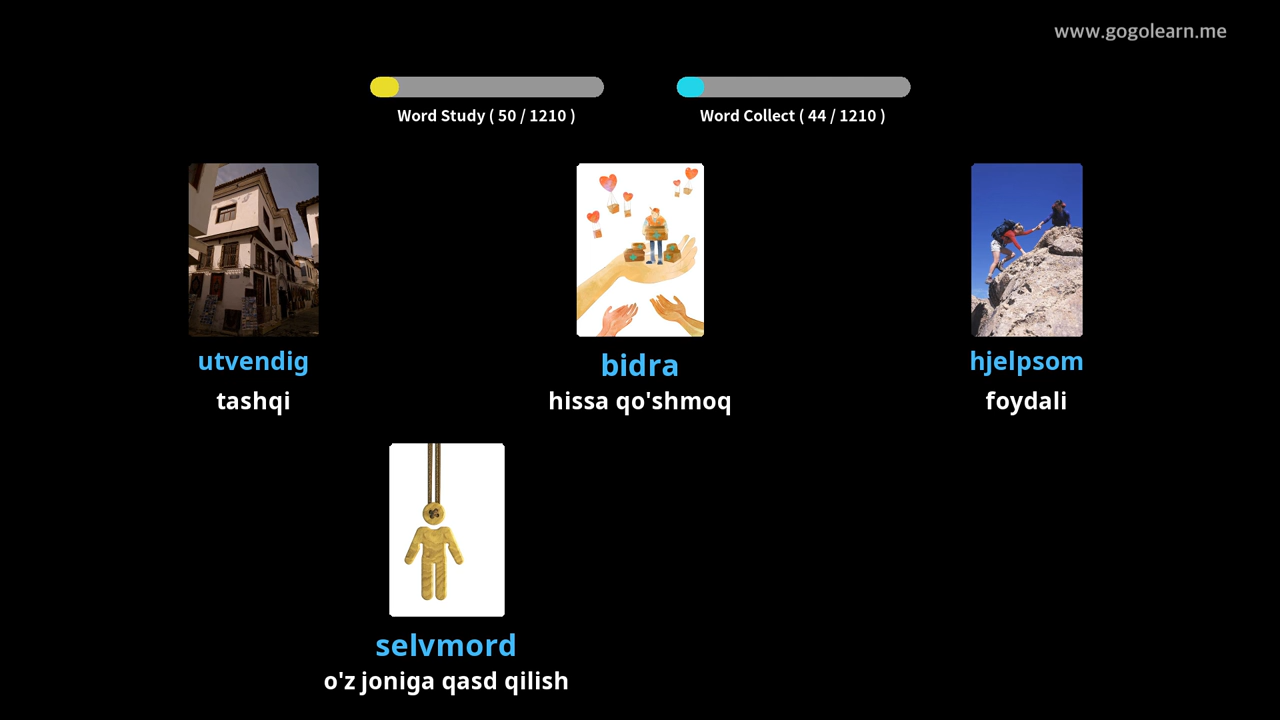 www.gogolearn.me
Word Study ( 50 / 1210 )
Word Collect ( 44 / 1210 )
utvendig
bidra
hjelpsom
tashqi
hissa qo'shmoq
foydali
selvmord
o'z joniga qasd qilish